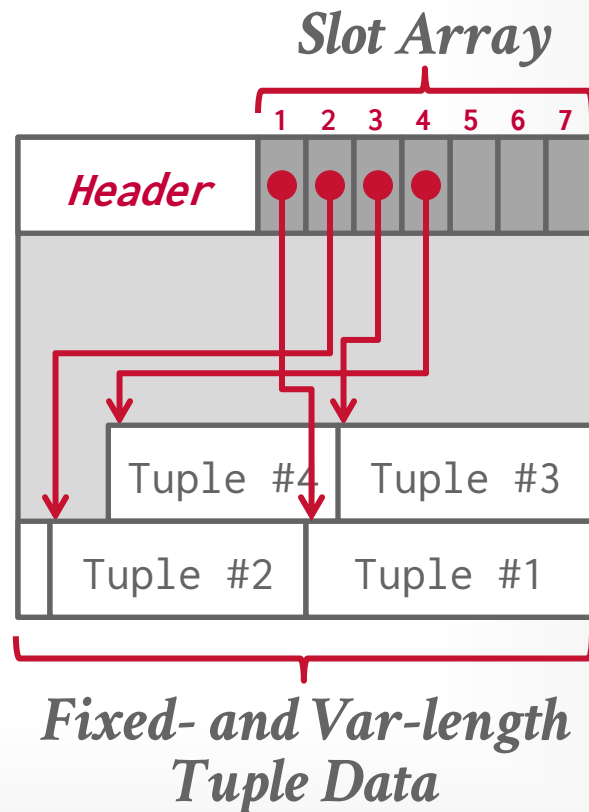 Slot Array
1 2 3 4 5 6 7
Header
Tuple #4 Tuple #3
Tuple #2 Tuple #1
Fixed- and Var-length
Tuple Data